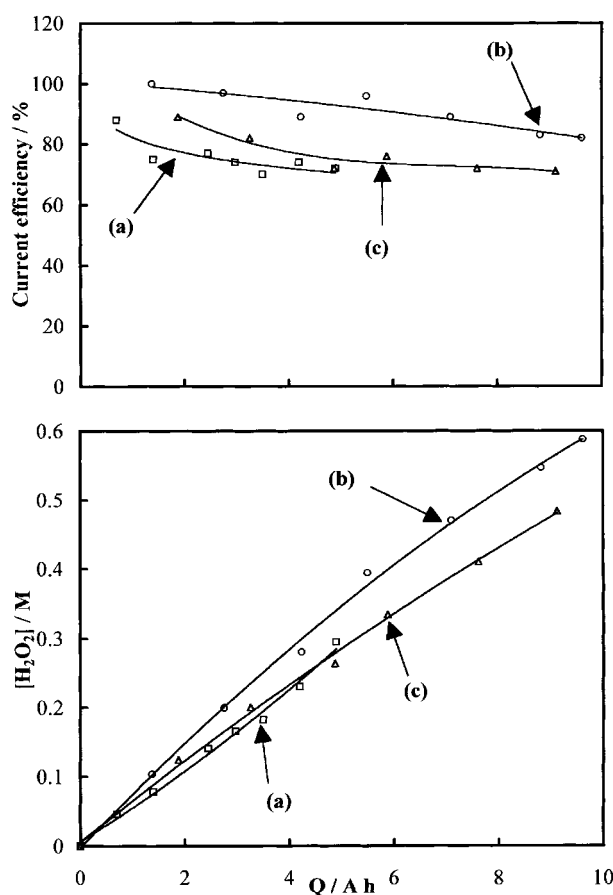 120
100
80
60
40
20
0
Current efficiency / %
(a)
(b)
(c)
0.6
0.5
0.4
0.3
0.2
0.1
0
[H₂O₂] / M
(b)
(c)
(a)
0 2 4 6 8 10
Q / A h